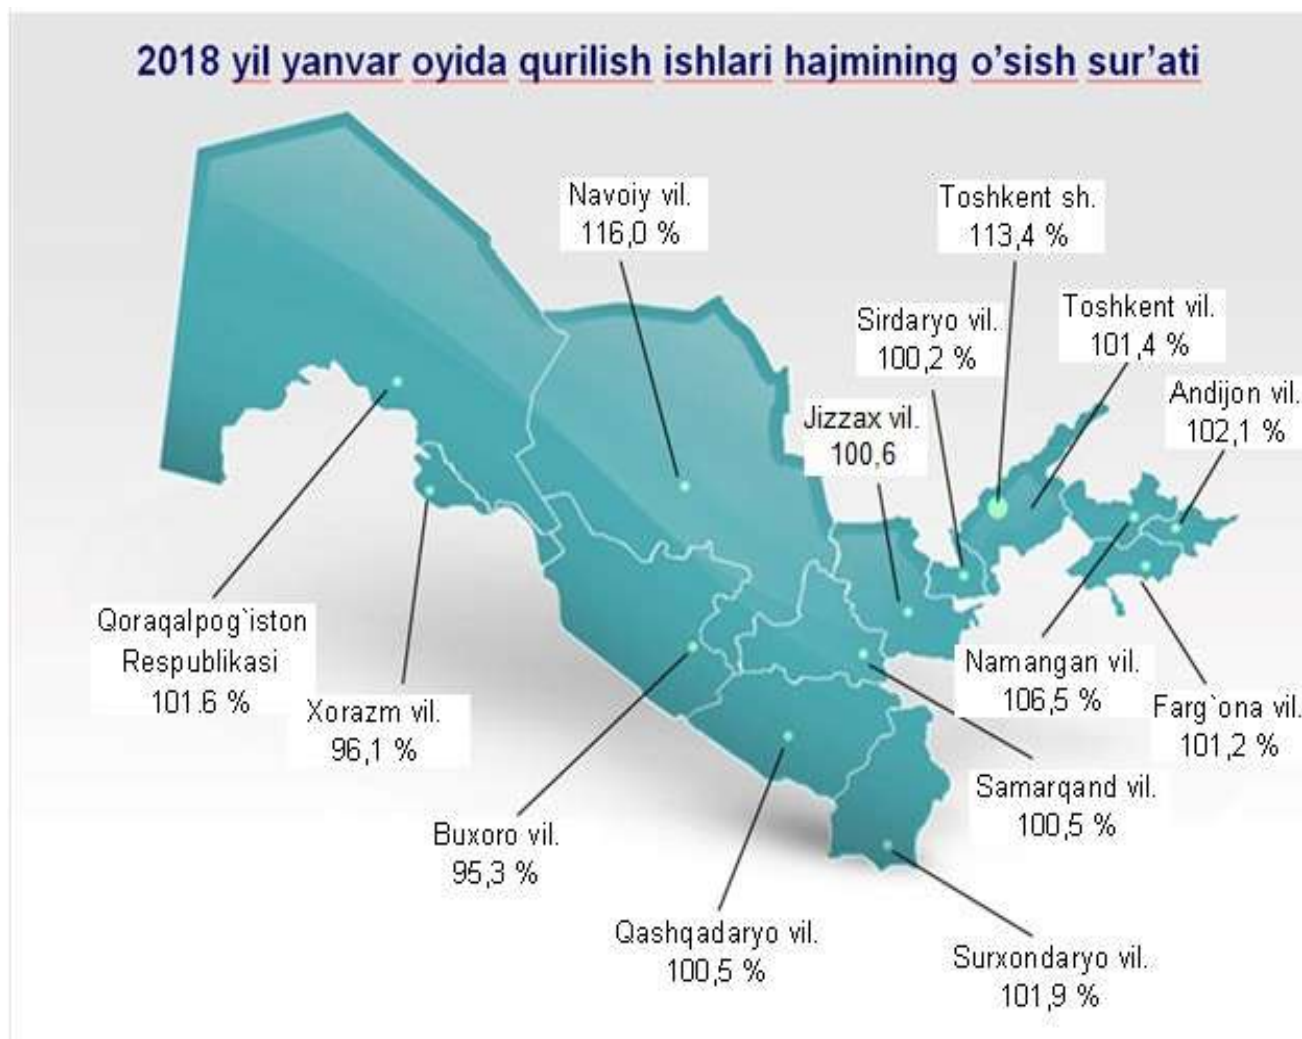 2018 yil yanvar oyida qurilish ishlari hajmining o’sish sur’ati
Navoiy vil.
116,0 %
Toshkent sh.
113,4 %
Sirdaryo vil.
100,2 %
Toshkent vil.
101,4 %
Andijon vil.
102,1 %
Jizzax vil.
100,6
Qoraqalpog`iston
Respublikasi
101.6 %
Xorazm vil.
96,1 %
Namangan vil.
106,5 %
Farg`ona vil.
101,2 %
Samarqand vil.
100,5 %
Buxoro vil.
95,3 %
Qashqadaryo vil.
100,5 %
Surxondaryo vil.
101,9 %